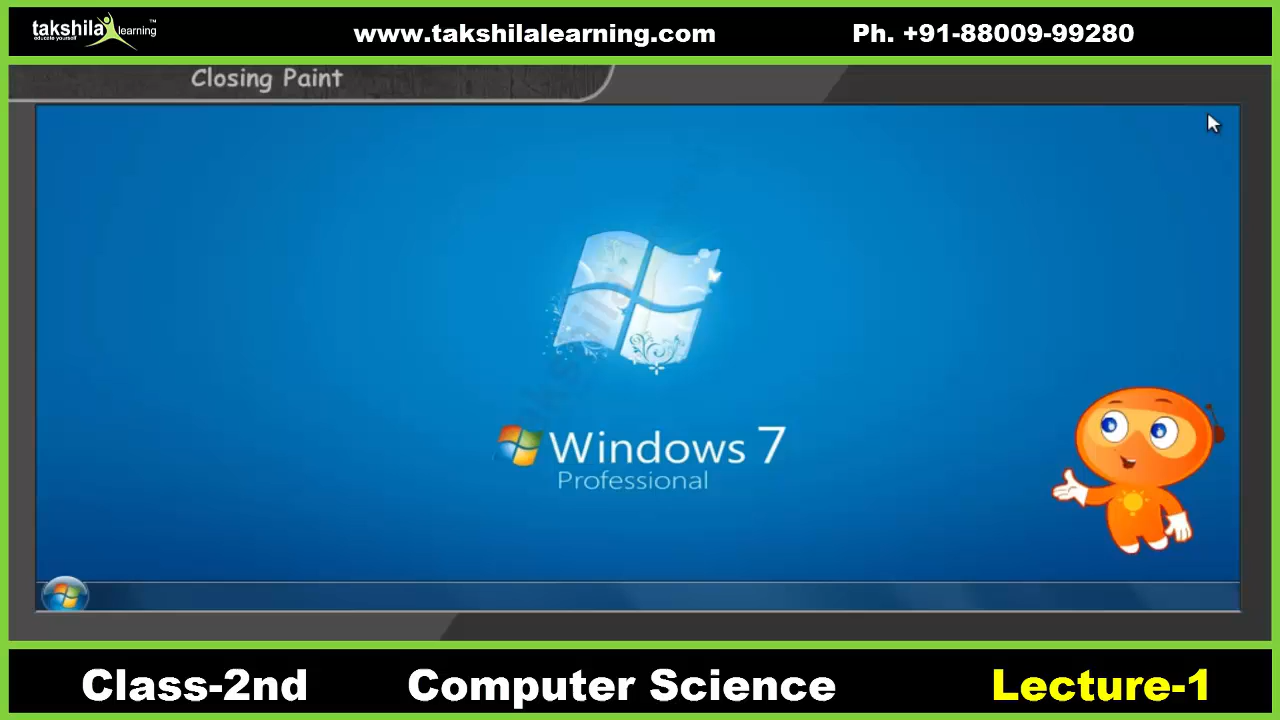 takshila learning ™
educate yourself
www.takshilalearning.com
Ph. +91-88009-99280
Closing Paint
Windows 7
Professional
Class-2nd
Computer Science
Lecture-1